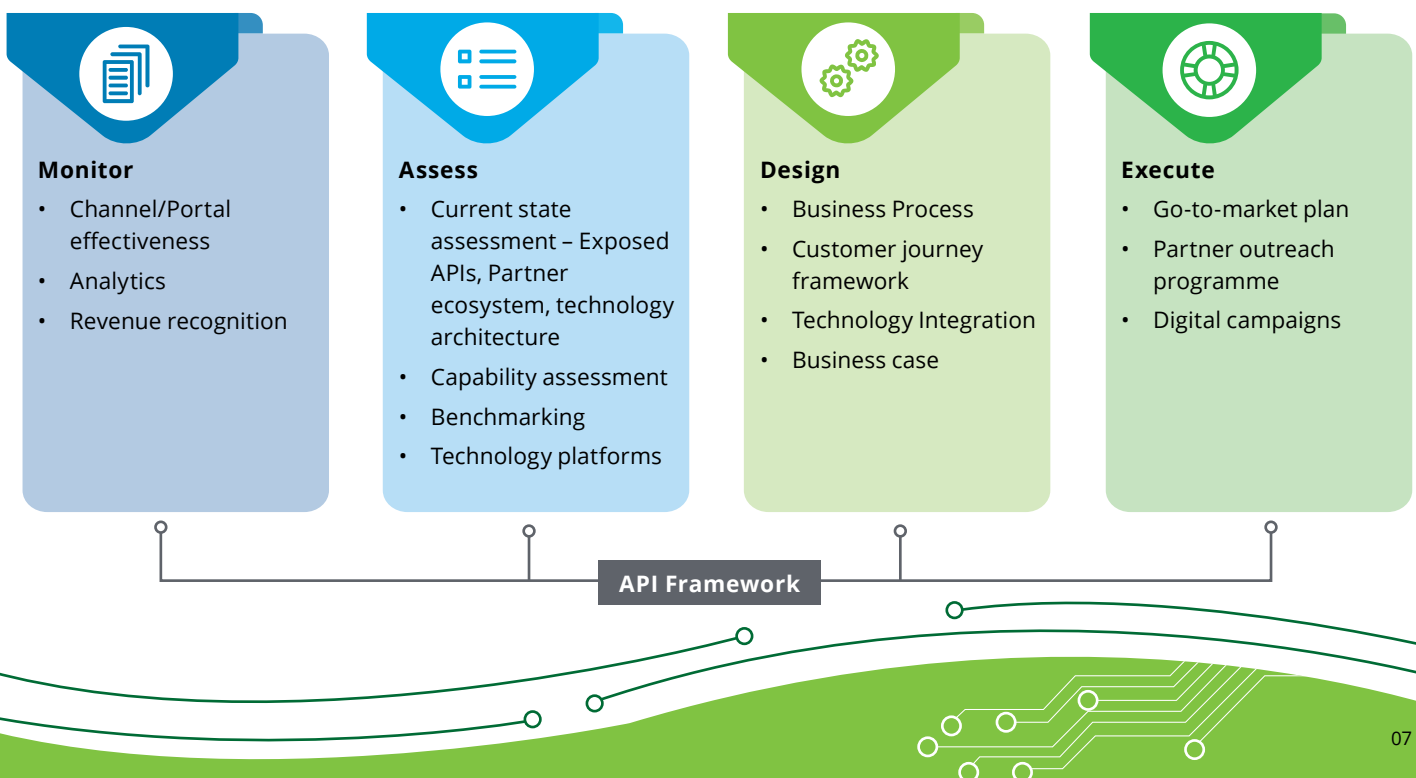 Monitor
• Channel/Portal
effectiveness
• Analytics
• Revenue recognition
Assess
• Current state
assessment – Exposed
APIs, Partner
ecosystem, technology
architecture
• Capability assessment
• Benchmarking
• Technology platforms
Design
• Business Process
• Customer journey
framework
• Technology Integration
• Business case
Execute
• Go-to-market plan
• Partner outreach
programme
• Digital campaigns
API Framework
07